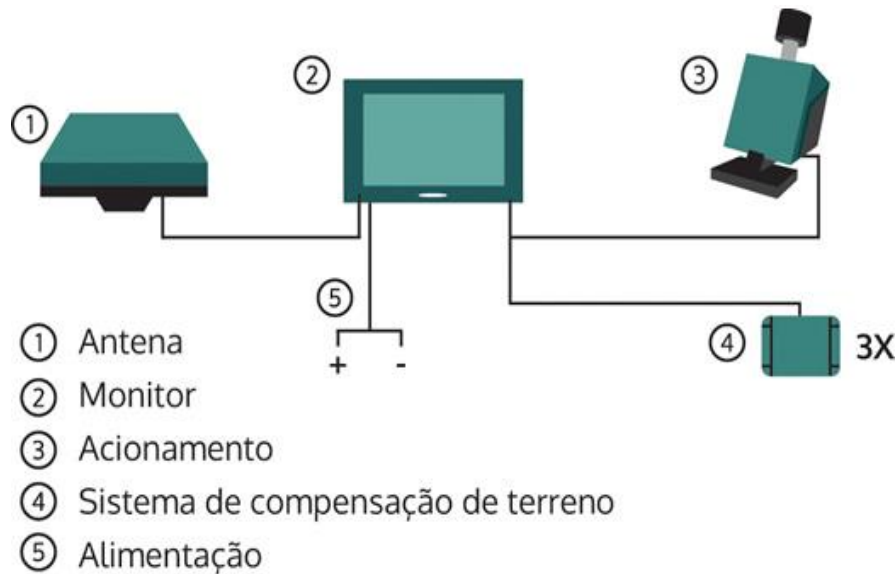 ①
②
③
⑤
+ -
④ 3X
① Antena
② Monitor
③ Acionamento
④ Sistema de compensação de terreno
⑤ Alimentação